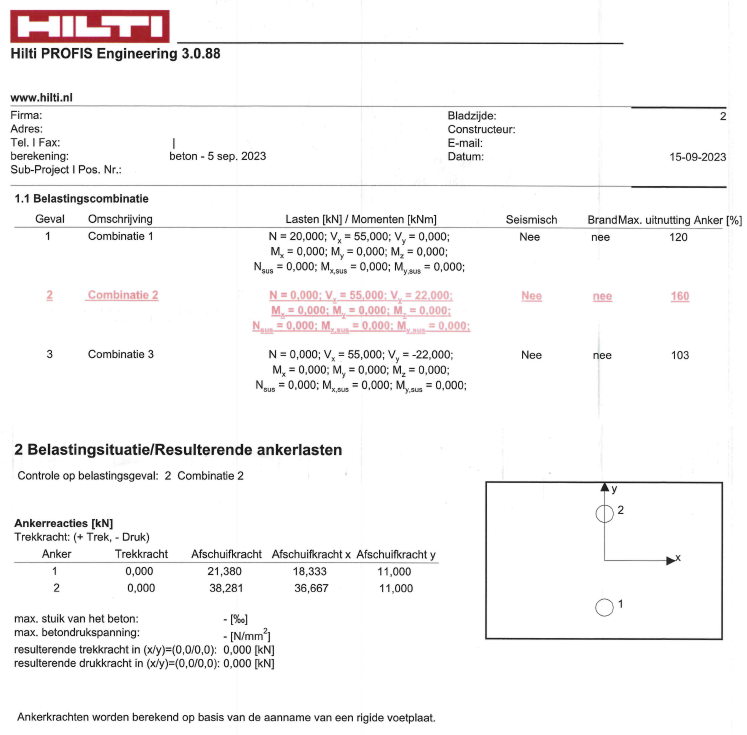 HILTI
Hilti PROFIS Engineering 3.0.88
www.hilti.nl
Firma: Bladzijde: 2
Adres: Constructeur:
Tel. I Fax: | E-mail:
berekening: beton - 5 sep. 2023 Datum: 15-09-2023
Sub-Project I Pos. Nr.:
1.1 Belastingscombinatie
Geval Omschrijving Lasten [kN] / Momenten [kNm] Seismisch Brand Max. uitnutting Anker [%]
1 Combinatie 1 N = 20,000; Vx = 55,000; Vy = 0,000; Nee nee 120
Mx = 0,000; My = 0,000; Mz = 0,000;
Nsus = 0,000; Mx,sus = 0,000; My,sus = 0,000;
2 Combinatie 2 N = 0,000; Vx = 55,000; Vy = 22,000; Nee nee 160
Mx = 0,000; My = 0,000; Mz = 0,000;
Nsus = 0,000; Mx,sus = 0,000; My,sus = 0,000;
3 Combinatie 3 N = 0,000; Vx = 55,000; Vy = -22,000; Nee nee 103
Mx = 0,000; My = 0,000; Mz = 0,000;
Nsus = 0,000; Mx,sus = 0,000; My,sus = 0,000;
2 Belastingsituatie/Resulterende ankerlasten
Controle op belastingsgeval: 2 Combinatie 2
Ankerreacties [kN]
Trekkracht: (+ Trek, - Druk)
Anker Trekkracht Afschuifkracht Afschuifkracht x Afschuifkracht y
1 0,000 21,380 18,333 11,000
2 0,000 38,281 36,667 11,000
max. stuik van het beton: - [‰]
max. betondrukspanning: - [N/mm²]
resulterende trekkracht in (x/y)=(0,0/0,0): 0,000 [kN]
resulterende drukkracht in (x/y)=(0,0/0,0): 0,000 [kN]
y
2
x
1
Ankerkrachten worden berekend op basis van de aanname van een rigide voetplaat.